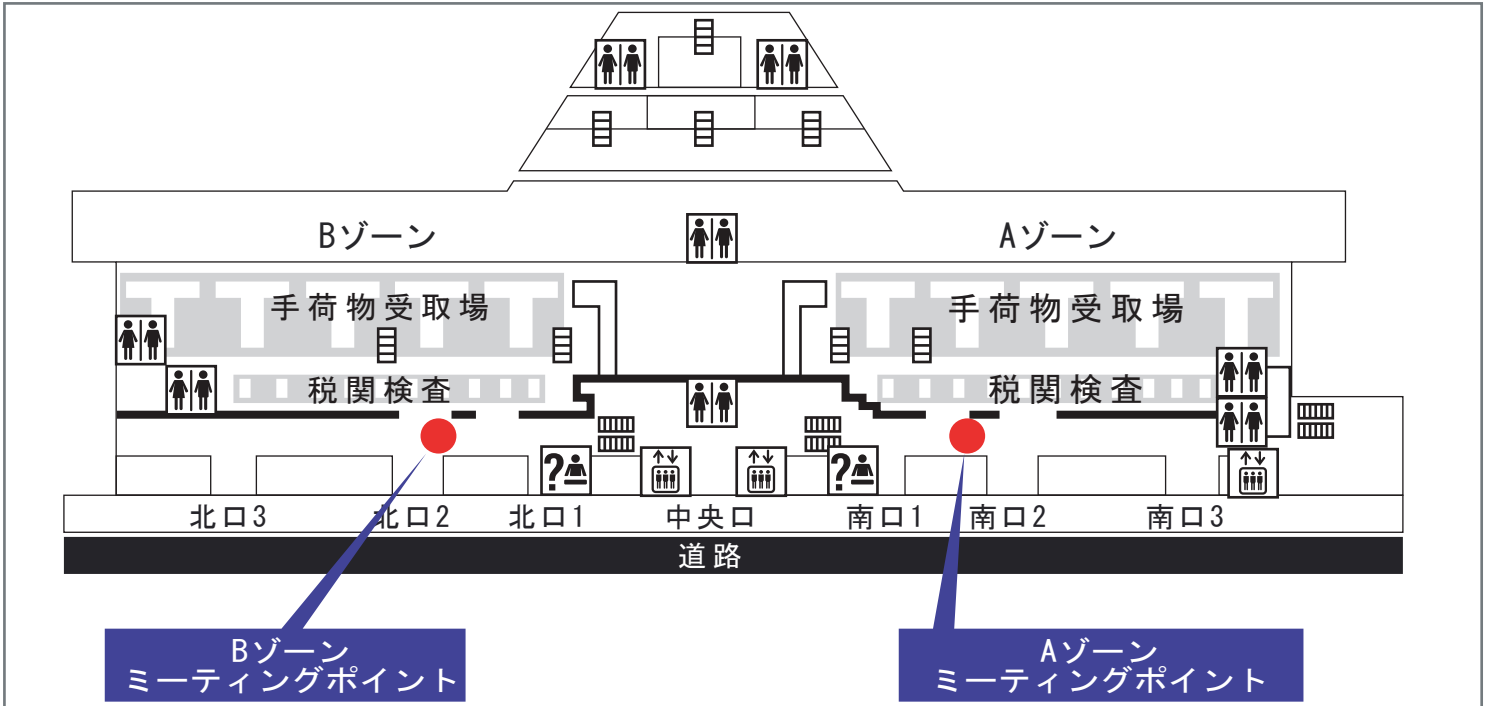 Bゾーン
Aゾーン
手荷物受取場
手荷物受取場
税関検査
税関検査
?
?
北口3
北口2
北口1
中央口
南口1
南口2
南口3
道路
Bゾーン
ミーティングポイント
Aゾーン
ミーティングポイント